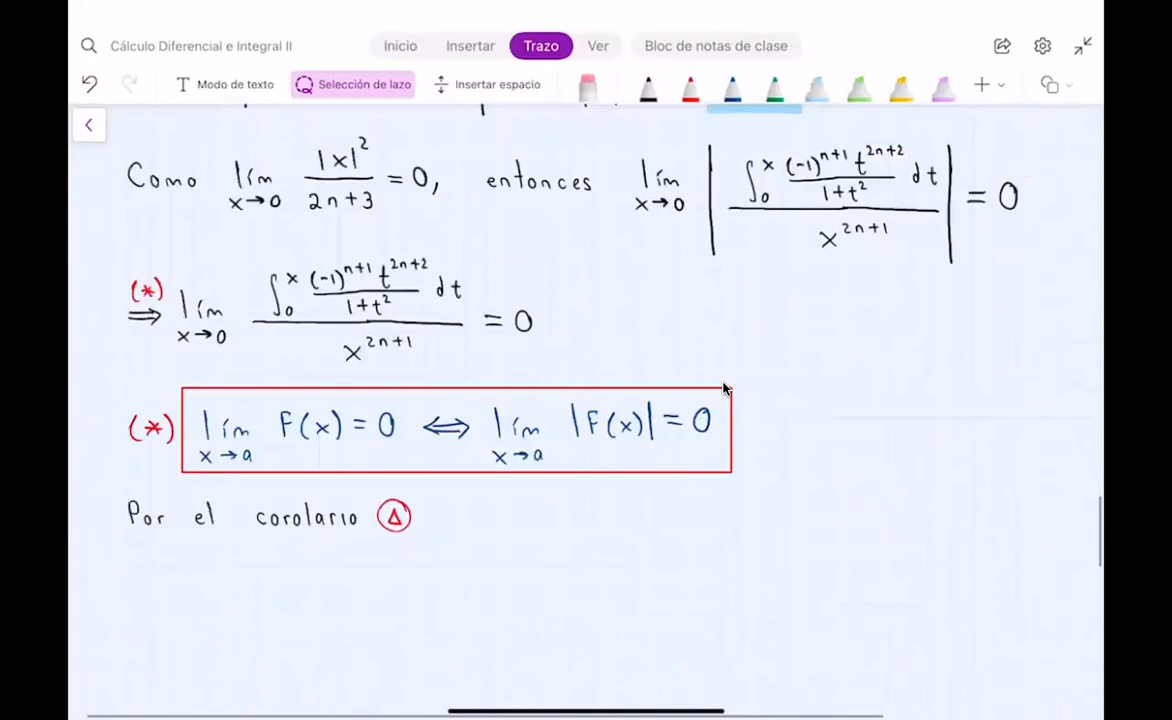 Cálculo Diferencial e Integral II Inicio Insertar Trazo Ver Bloc de notas de clase
Modo de texto Selección de lazo Insertar espacio
Como lím x→0 |x|^2 / 2n+3 = 0, entonces lím x→0 | ∫_0^x (-1)^{n+1} t^{2n+2} / 1+t^2 dt / x^{2n+1} | = 0
(*) ⟹ lím x→0 ∫_0^x (-1)^{n+1} t^{2n+2} / 1+t^2 dt / x^{2n+1} = 0
(*) lím x→a F(x) = 0 ⟺ lím x→a |F(x)| = 0
Por el corolario Δ